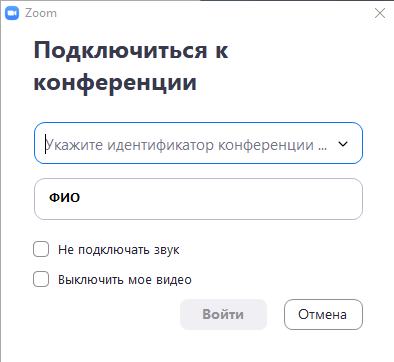 Zoom
Подключиться к
конференции
Укажите идентификатор конференции ...
ФИО
Не подключать звук
Выключить мое видео
Войти
Отмена